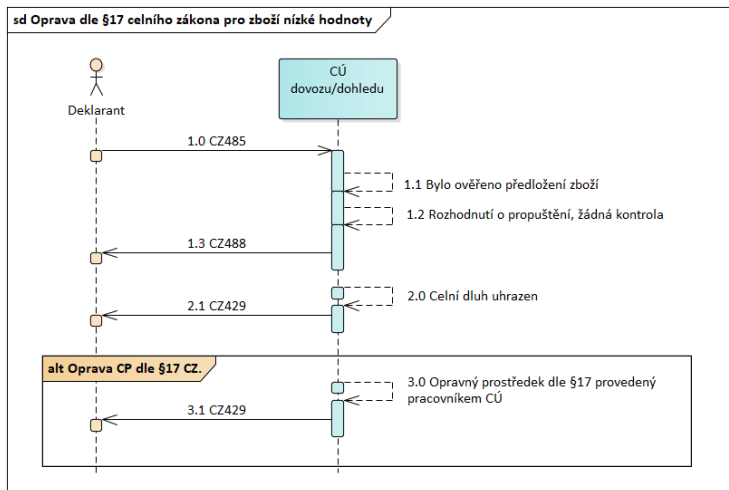 sd Oprava dle §17 celního zákona pro zboží nízké hodnoty
CÚ
dovozu/dohledu
Deklarant
1.0 CZ485
1.1 Bylo ověřeno předložení zboží
1.2 Rozhodnutí o propuštění, žádná kontrola
1.3 CZ488
2.0 Celní dluh uhrazen
2.1 CZ429
alt Oprava CP dle §17 CZ.
3.0 Opravný prostředek dle §17 provedený
pracovníkem CÚ
3.1 CZ429